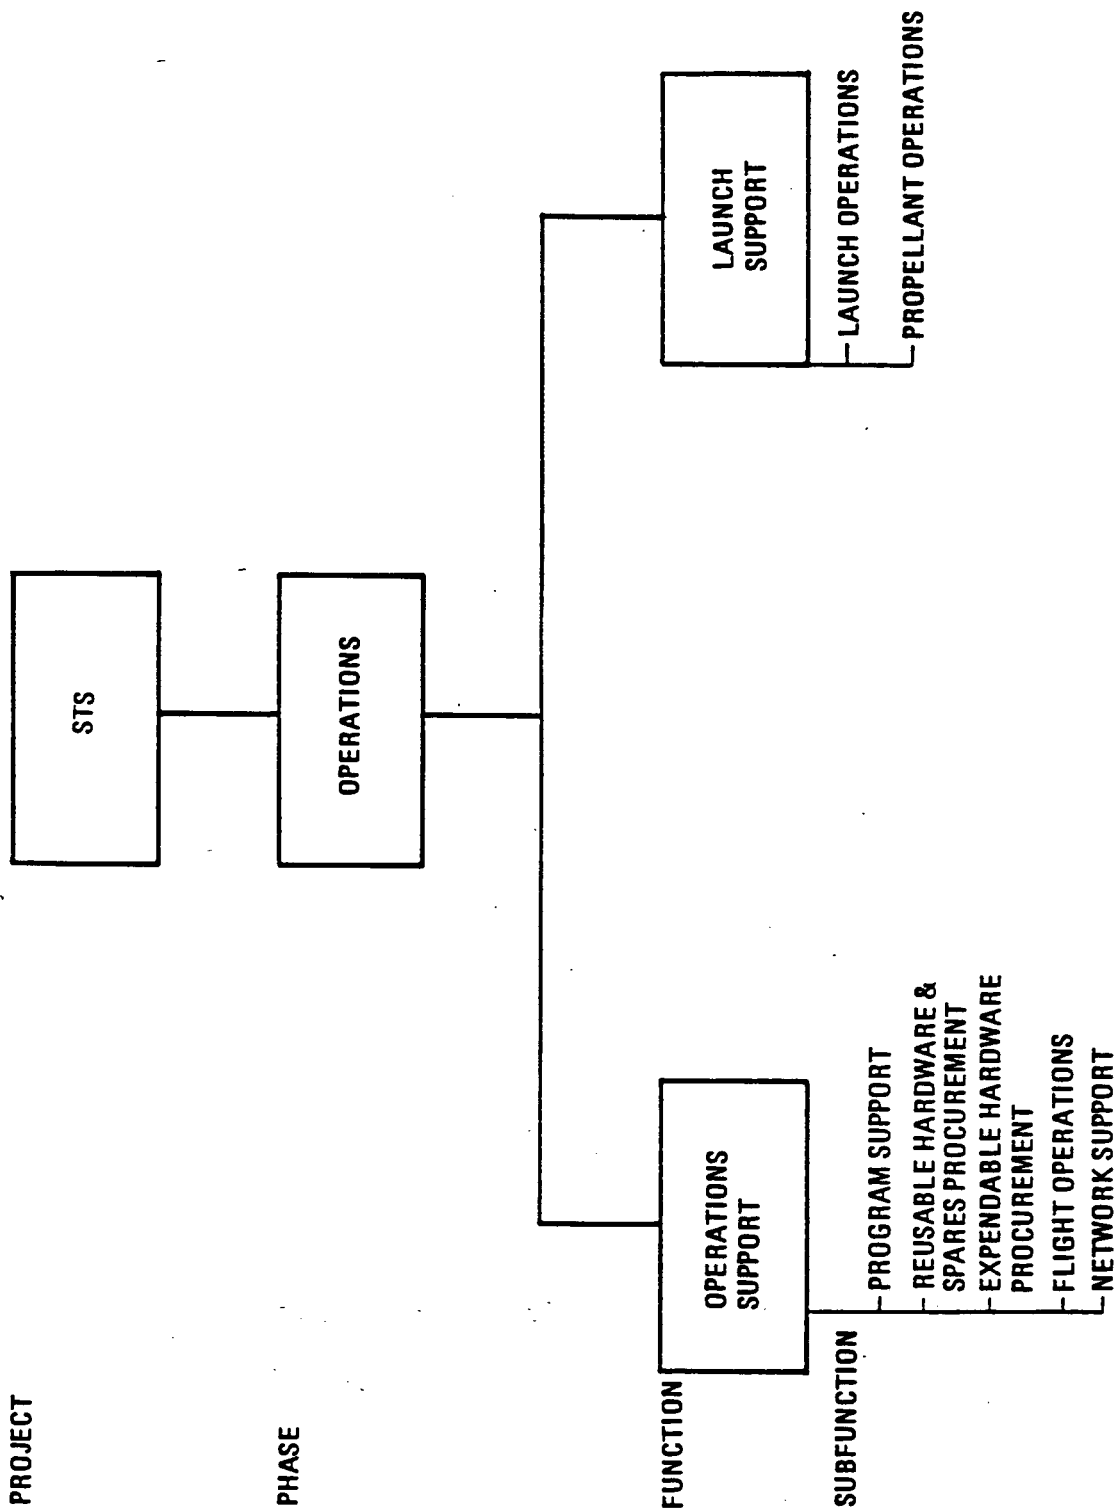 PROJECT
STS
PHASE
OPERATIONS
FUNCTION
OPERATIONS
SUPPORT
LAUNCH
SUPPORT
SUBFUNCTION
PROGRAM SUPPORT
REUSABLE HARDWARE &
SPARES PROCUREMENT
EXPENDABLE HARDWARE
PROCUREMENT
FLIGHT OPERATIONS
NETWORK SUPPORT
LAUNCH OPERATIONS
PROPELLANT OPERATIONS